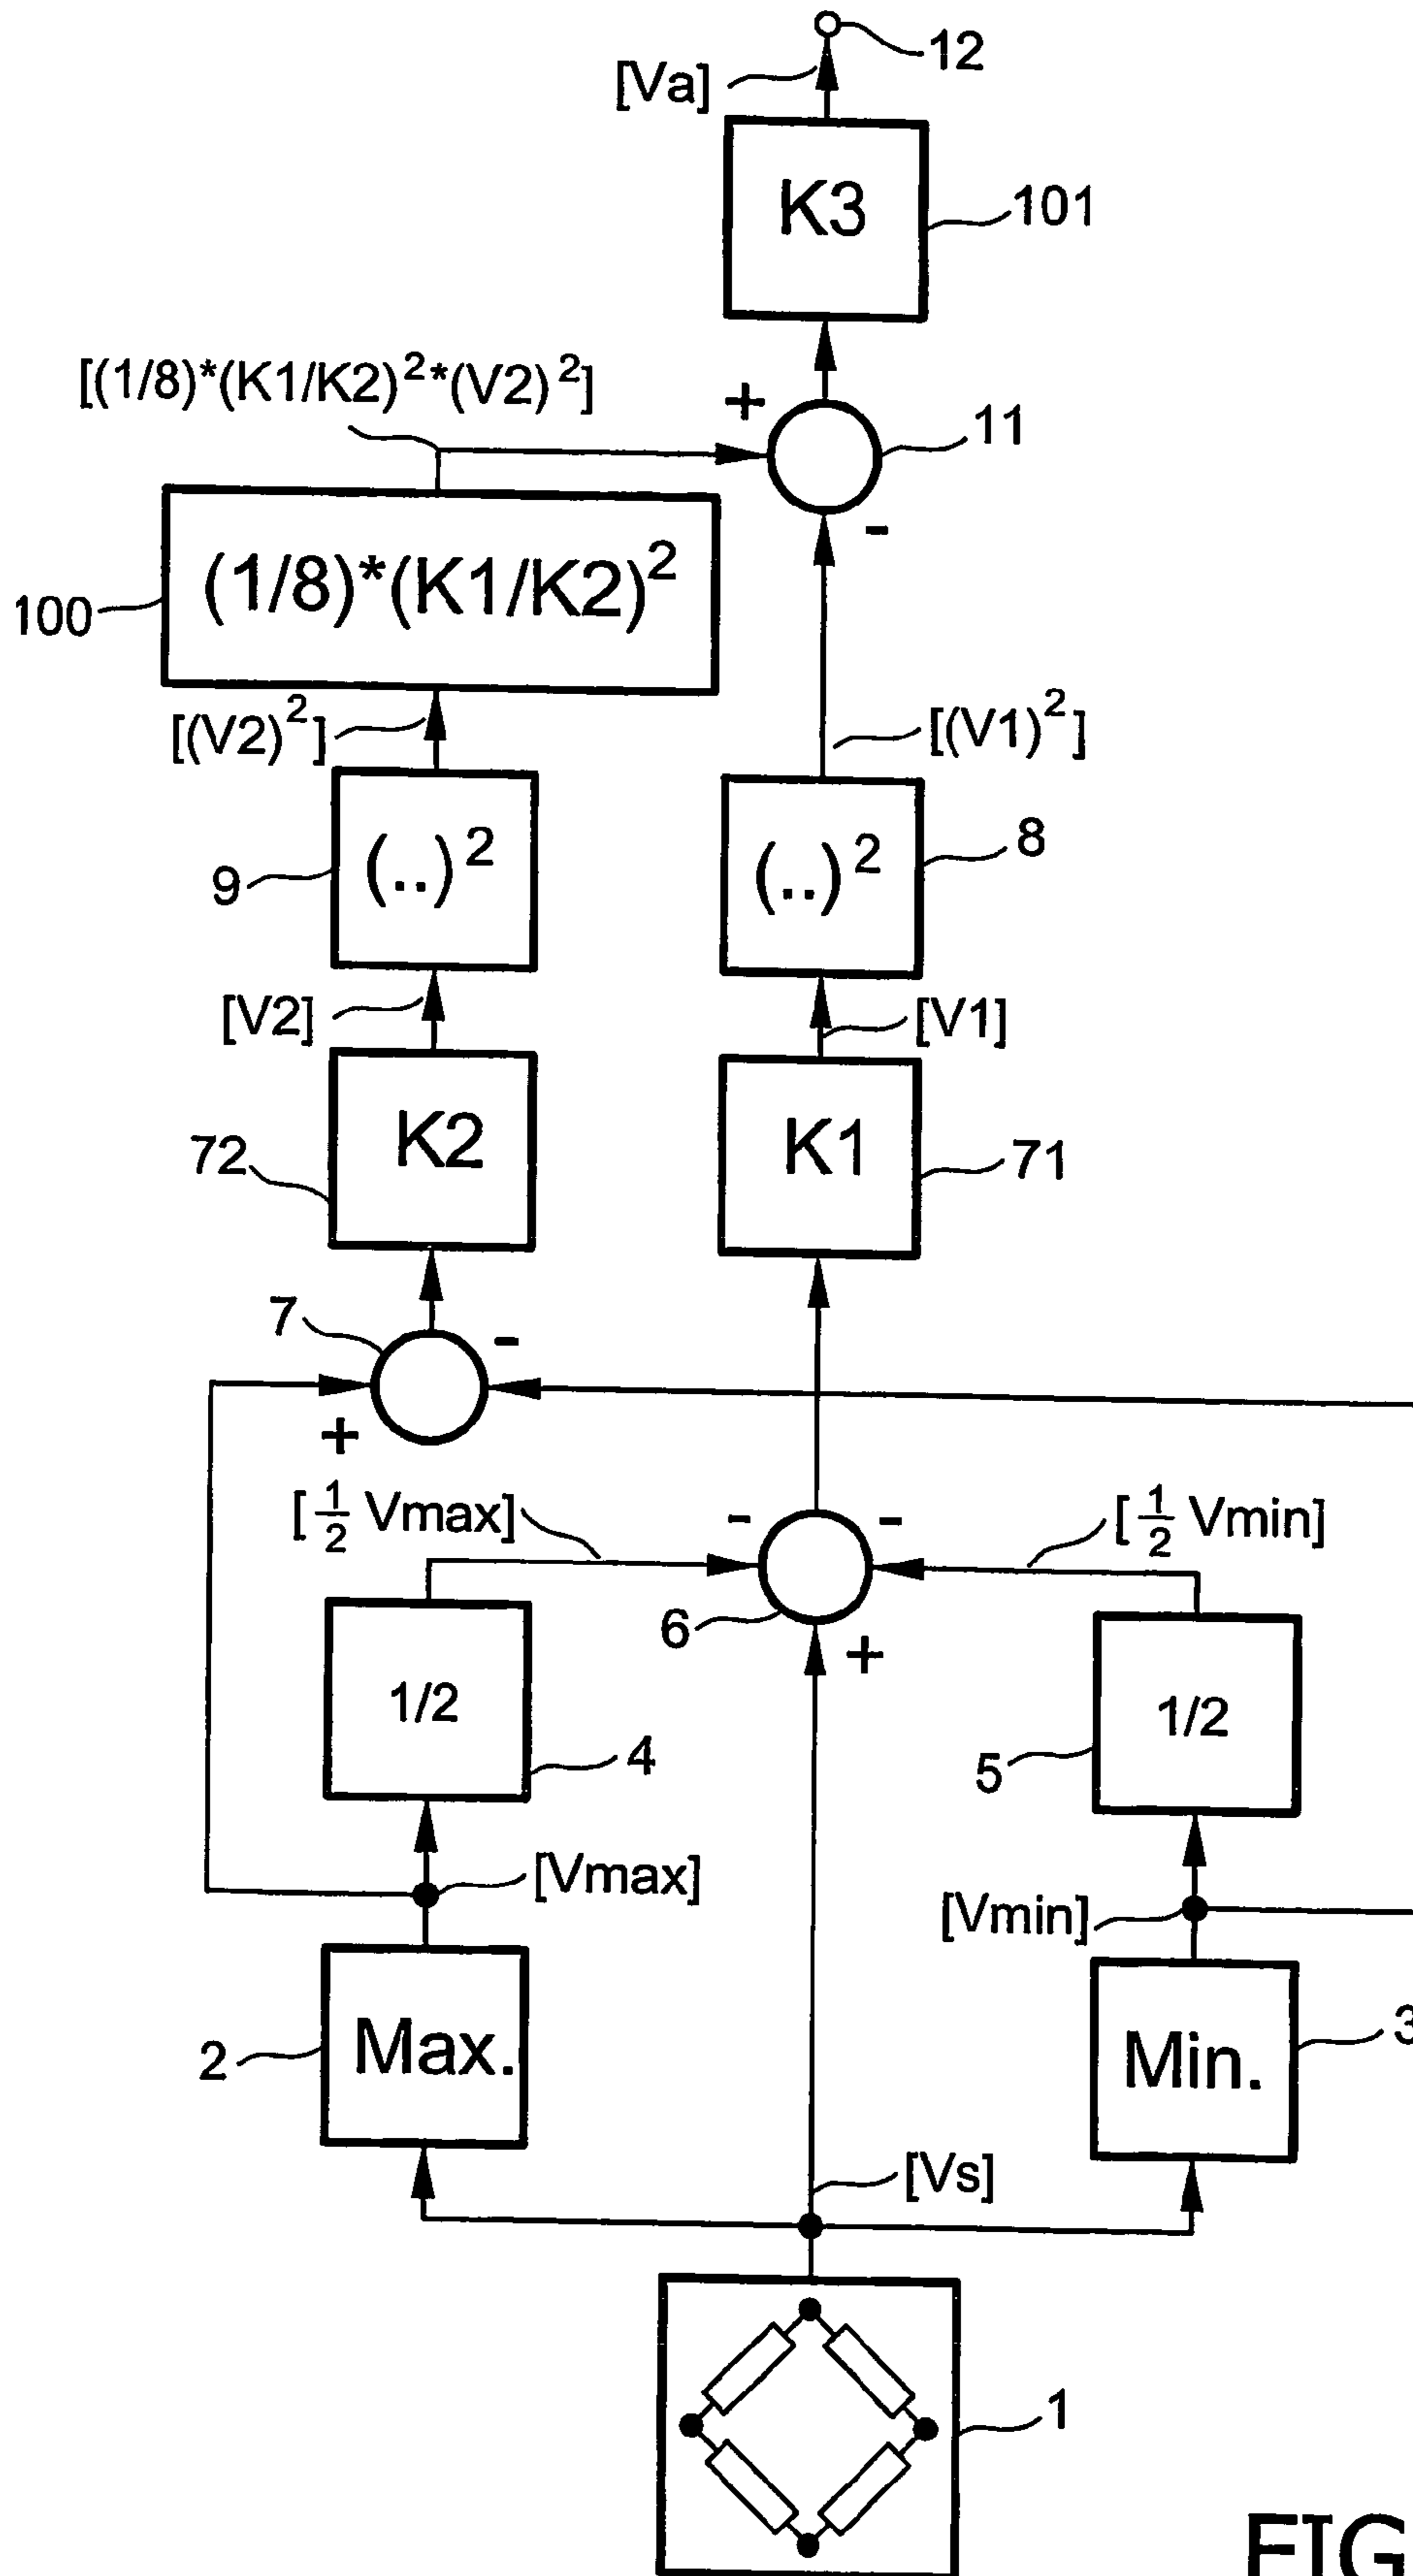 12
[Va]
K3
101
[(1/8)*(K1/K2)²*(V2)²]
+
11
-
(1/8)*(K1/K2)²
100
[(V2)²]
[(V1)²]
(..)²
9
(..)²
8
[V2]
[V1]
K2
72
K1
71
7
-
+
[½ Vmax]
-
-
[½ Vmin]
6
+
1/2
4
1/2
5
[Vmax]
[Vmin]
Max.
2
Min.
3
[Vs]
1
FIG